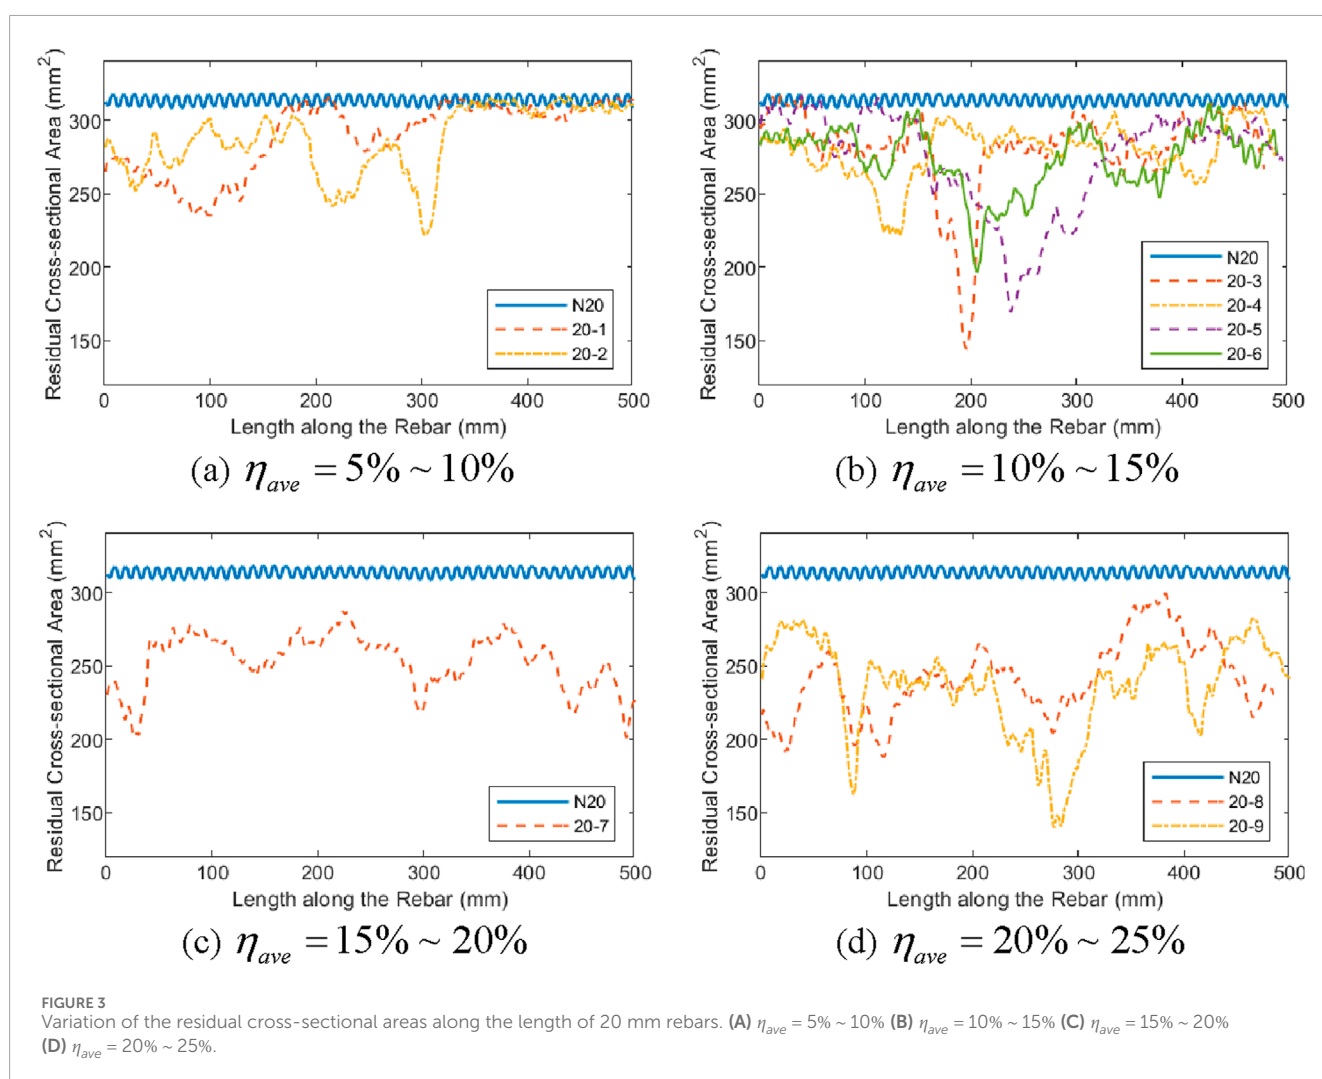 Residual Cross-sectional Area (mm²)
300
250
200
150
0 100 200 300 400 500
N20
20-1
20-2
Length along the Rebar (mm)
(a) η_ave = 5% ~ 10%
Residual Cross-sectional Area (mm²)
300
250
200
150
0 100 200 300 400 500
N20
20-3
20-4
20-5
20-6
Length along the Rebar (mm)
(b) η_ave = 10% ~ 15%
Residual Cross-sectional Area (mm²)
300
250
200
150
0 100 200 300 400 500
N20
20-7
Length along the Rebar (mm)
(c) η_ave = 15% ~ 20%
Residual Cross-sectional Area (mm²)
300
250
200
150
0 100 200 300 400 500
N20
20-8
20-9
Length along the Rebar (mm)
(d) η_ave = 20% ~ 25%
FIGURE 3
Variation of the residual cross-sectional areas along the length of 20 mm rebars. (A) η_ave = 5% ~ 10% (B) η_ave = 10% ~ 15% (C) η_ave = 15% ~ 20%
(D) η_ave = 20% ~ 25%.